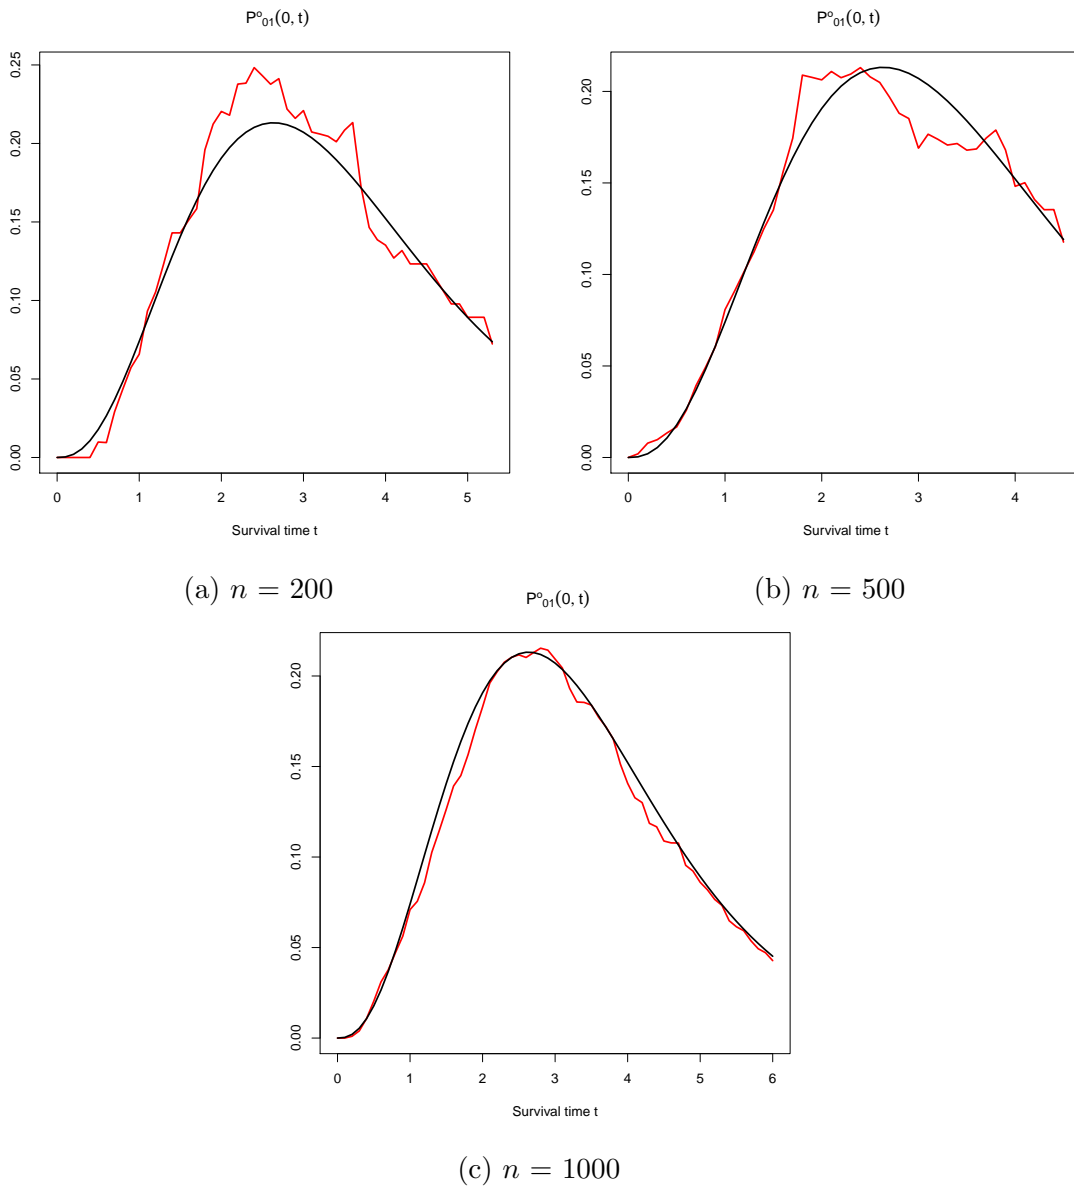 P°₀₁(0, t)
0.00 0.05 0.10 0.15 0.20 0.25
0 1 2 3 4 5
Survival time t
(a) n = 200
P°₀₁(0, t)
0.00 0.05 0.10 0.15 0.20
0 1 2 3 4
Survival time t
(b) n = 500
P°₀₁(0, t)
0.00 0.05 0.10 0.15 0.20
0 1 2 3 4 5 6
Survival time t
(c) n = 1000